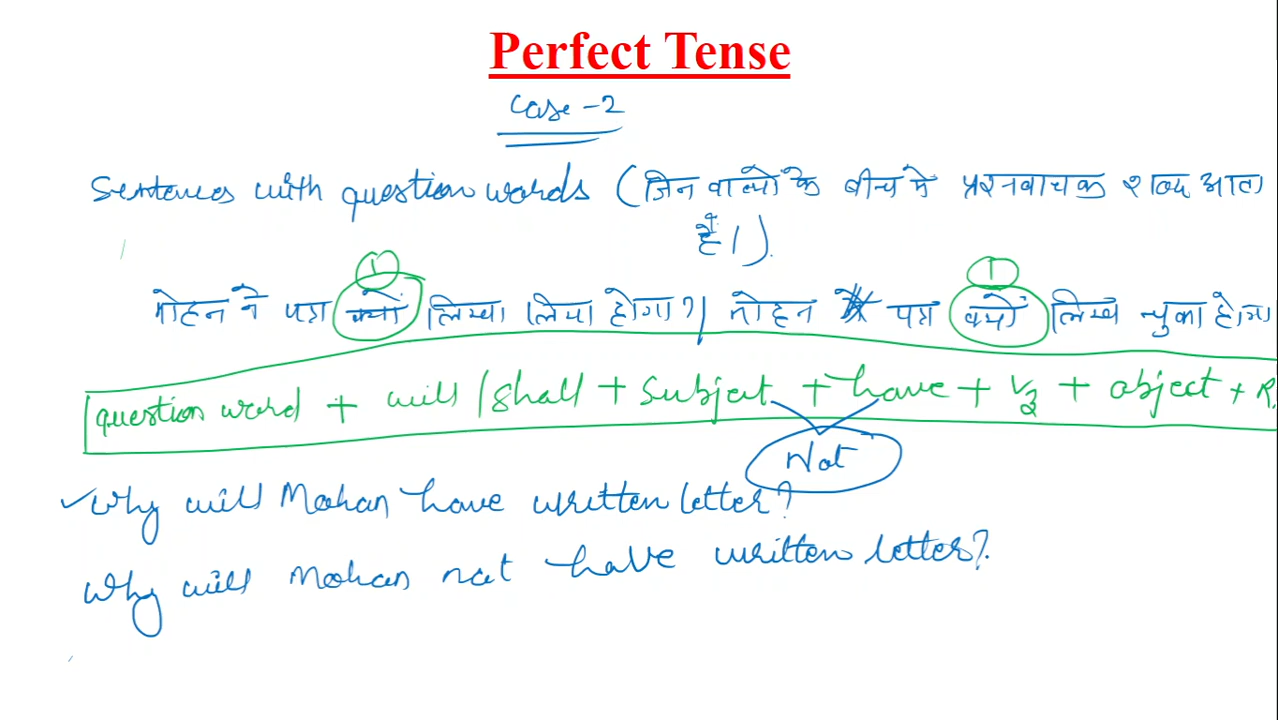 Perfect Tense
Case -2
Sentences with question words (जिन वाक्यो के बीच मे प्रश्नवाचक शब्द आता
है।).
1 1
मोहन ने पत्र क्यों लिख लिया होगा?| मोहन पत्र क्यों लिख चुका होगा
question word + will / shall + subject + have + V3 + object + R.
Not
✓ Why will Mohan have written letter?
Why will Mohan not have written letter?